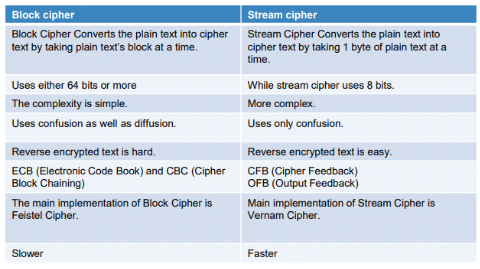 Block cipher
Stream cipher
Block Cipher Converts the plain text into cipher
text by taking plain text's block at a time.
Stream Cipher Converts the plain text into
cipher text by taking 1 byte of plain text at a
time.
Uses either 64 bits or more
While stream cipher uses 8 bits.
The complexity is simple.
More complex.
Uses confusion as well as diffusion.
Uses only confusion.
Reverse encrypted text is hard.
Reverse encrypted text is easy.
ECB (Electronic Code Book) and CBC (Cipher
Block Chaining)
CFB (Cipher Feedback)
OFB (Output Feedback)
The main implementation of Block Cipher is
Feistel Cipher.
Main implementation of Stream Cipher is
Vernam Cipher.
Slower
Faster